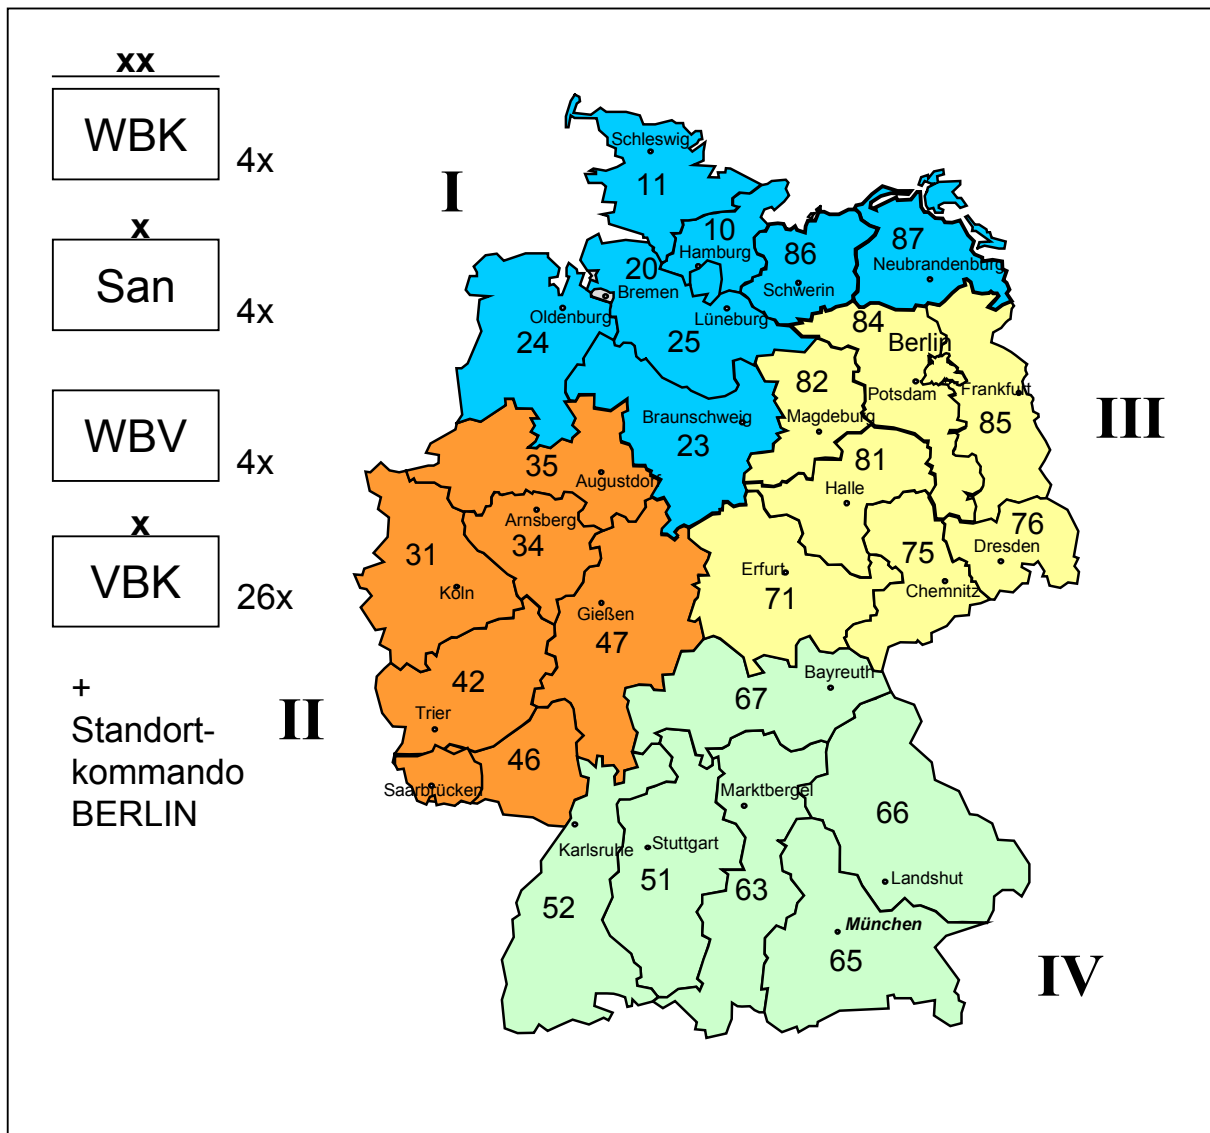 xx
WBK
4x
x
San
4x
WBV
4x
x
VBK
26x
+
Standort-
kommando
BERLIN
I
II
III
IV
Schleswig
11
10
Hamburg
86
Schwerin
87
Neubrandenburg
20
Bremen
Oldenburg
24
Lüneburg
25
Braunschweig
23
84
Berlin
Potsdam
Frankfurt
85
82
Magdeburg
81
Halle
76
Dresden
75
Chemnitz
Erfurt
71
35
Augustdorf
Arnsberg
34
31
Köln
Gießen
47
42
Trier
46
Saarbrücken
67
Bayreuth
Marktbergel
66
Landshut
Karlsruhe
52
Stuttgart
51
63
München
65